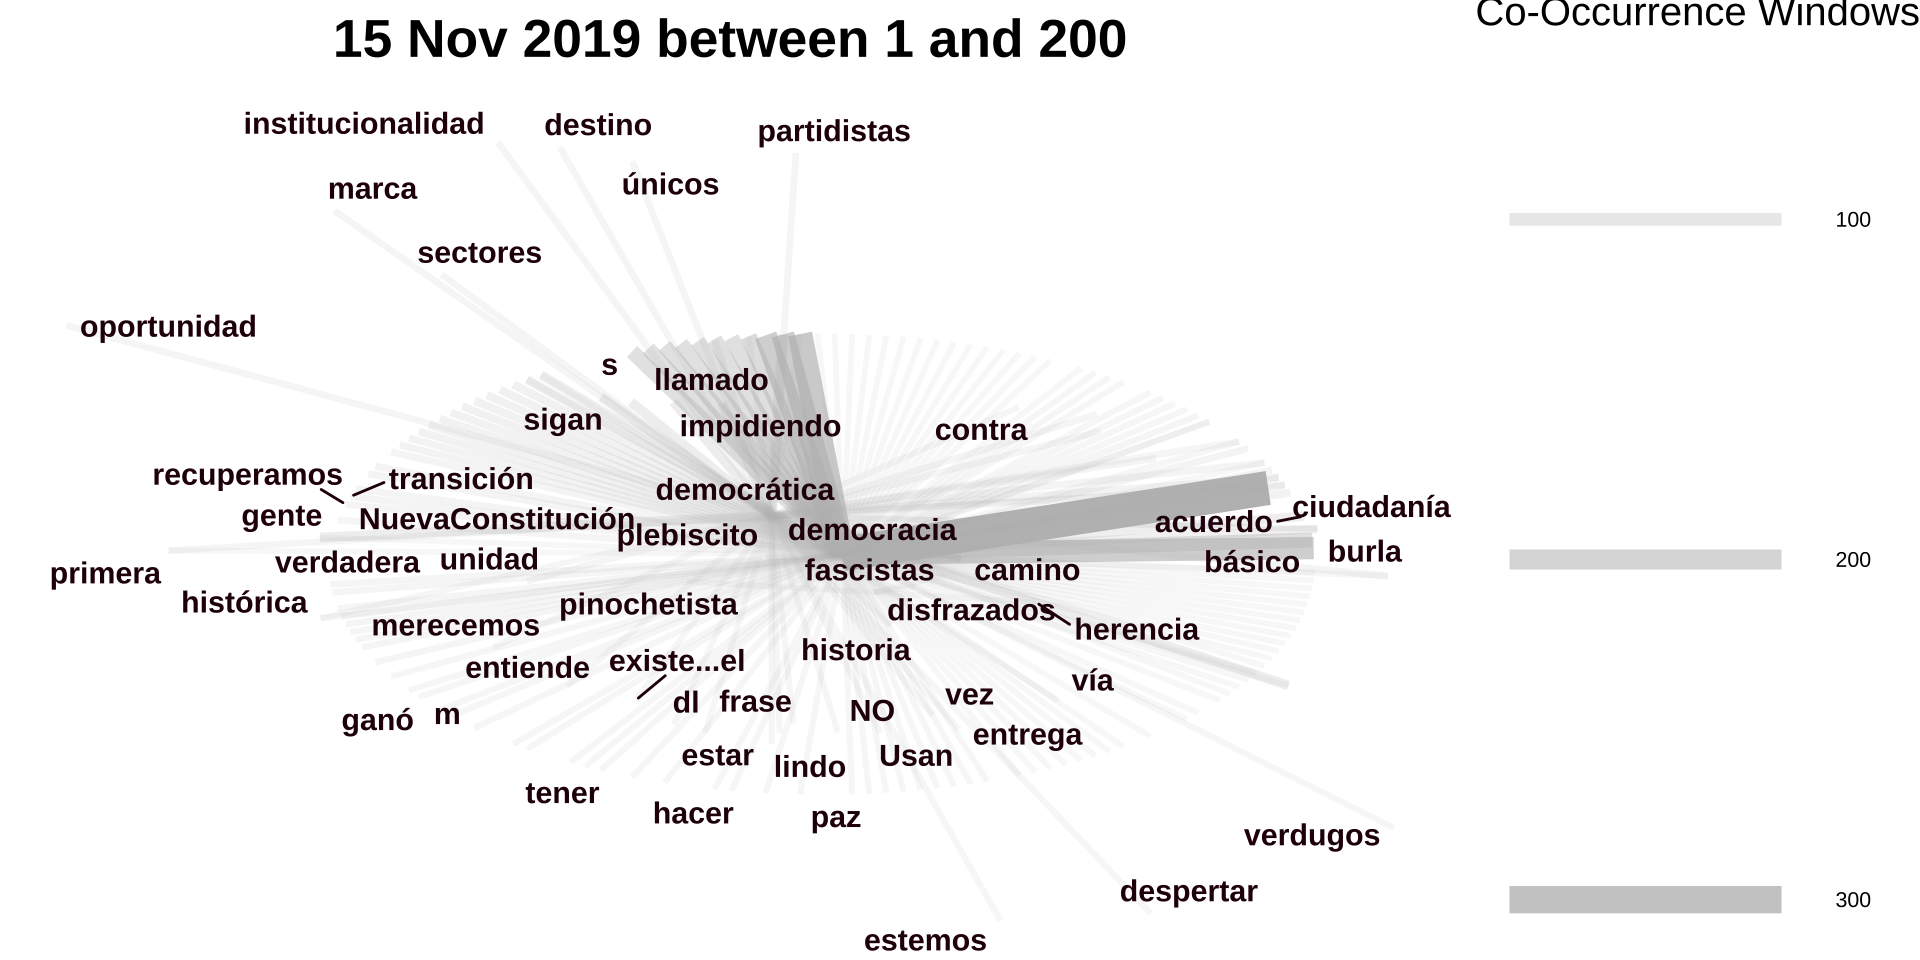 Co-Occurrence Windows
15 Nov 2019 between 1 and 200
institucionalidad
destino
partidistas
marca
únicos
100
sectores
oportunidad
s
llamado
sigan
impidiendo
contra
recuperamos
transición
democrática
ciudadanía
gente
NuevaConstitución
plebiscito
democracia
acuerdo
burla
200
primera
verdadera
unidad
fascistas
camino
básico
histórica
pinochetista
disfrazados
merecemos
herencia
historia
entiende
existe...el
vía
dl
frase
vez
ganó
m
NO
entrega
estar
lindo
Usan
tener
hacer
paz
verdugos
despertar
300
estemos